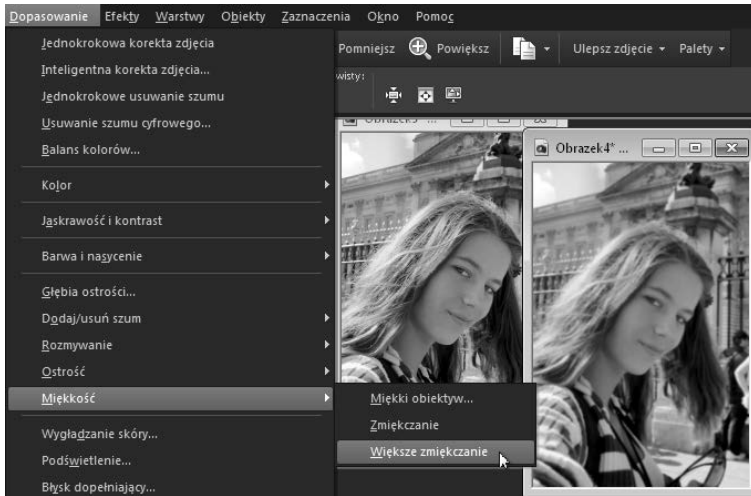 Dopasowanie Efekty Warstwy Obiekty Zaznaczenia Okno Pomoc
Jednokrokowa korekta zdjęcia
Pomniejsz Powiększ Ulepsz zdjęcie Palety
Inteligentna korekta zdjęcia...
wisty:
Jednokrokowe usuwanie szumu
Usuwanie szumu cyfrowego...
Balans kolorów...
Obrazek4* ...
Kolor
Jaskrawość i kontrast
Barwa i nasycenie
Głębia ostrości...
Dodaj/usuń szum
Rozmywanie
Ostrość
Miękkość
Miękki obiektyw...
Zmiękczanie
Większe zmiękczanie
Wygładzanie skóry...
Podświetlenie...
Błysk dopełniający...